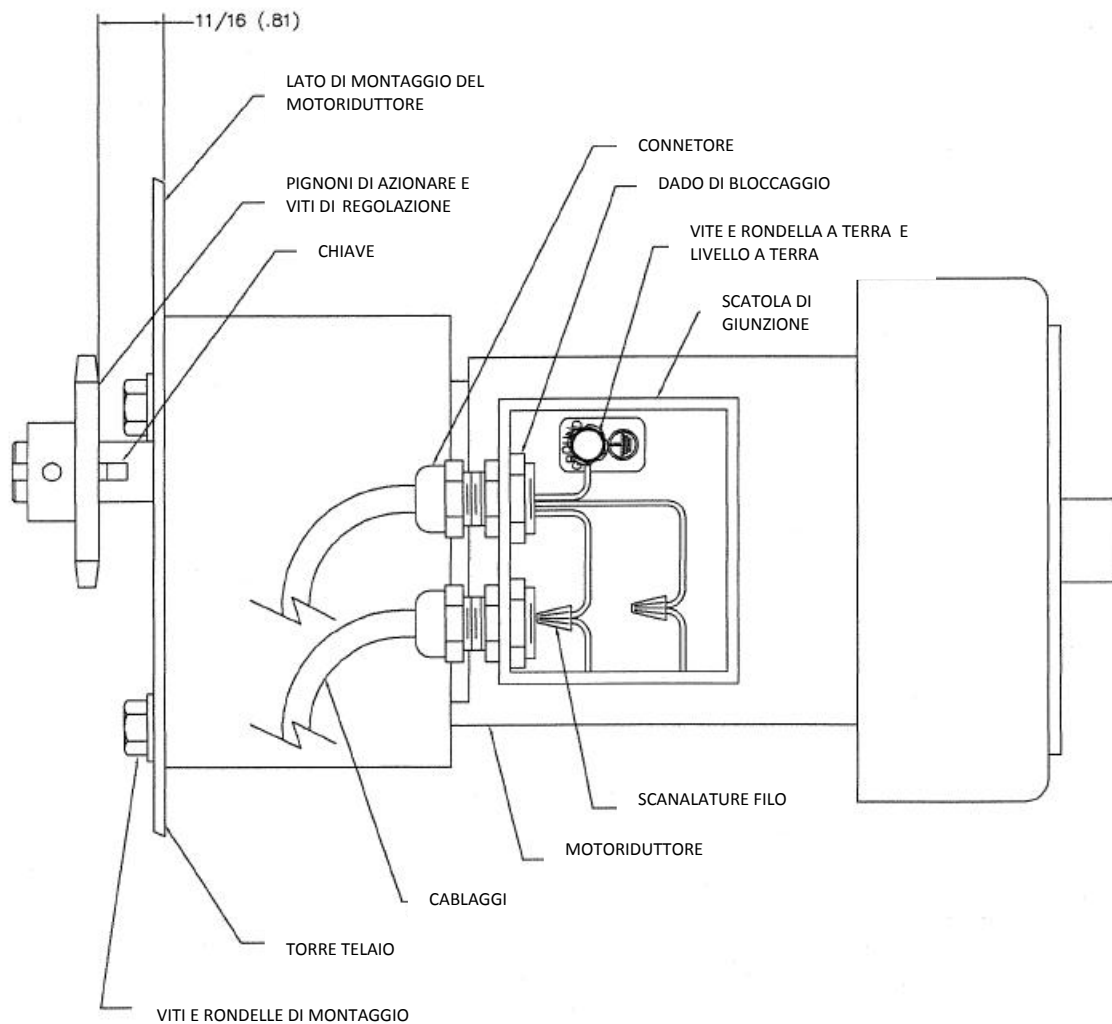 11/16 (.81)
LATO DI MONTAGGIO DEL
MOTORIDUTTORE
CONNETORE
PIGNONI DI AZIONARE E
VITI DI REGOLAZIONE
DADO DI BLOCCAGGIO
VITE E RONDELLA A TERRA E
LIVELLO A TERRA
CHIAVE
SCATOLA DI
GIUNZIONE
SCANALATURE FILO
MOTORIDUTTORE
CABLAGGI
TORRE TELAIO
VITI E RONDELLE DI MONTAGGIO